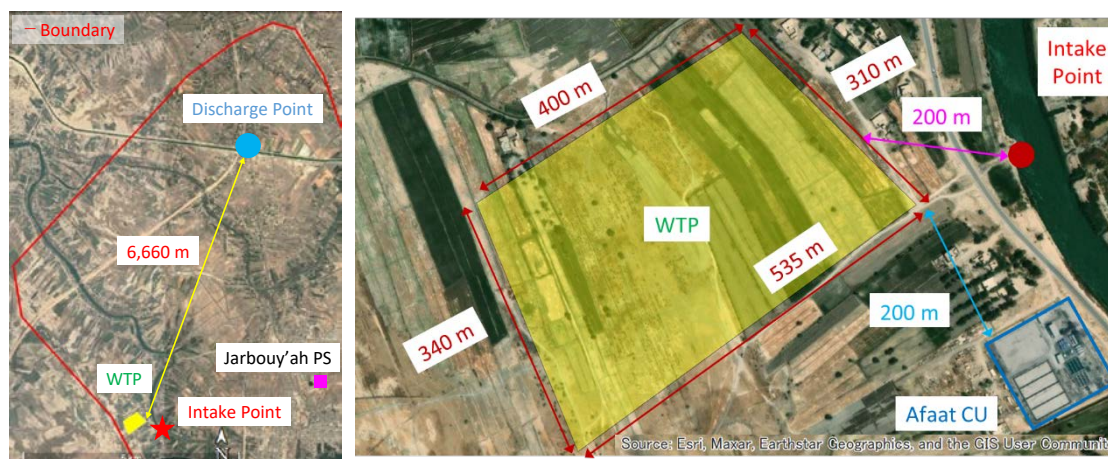 — Boundary
Discharge Point
6,660 m
Jarbouy'ah PS
WTP
Intake Point
N
400 m
310 m
Intake
Point
200 m
WTP
535 m
340 m
200 m
Afaat CU
Source: Esri, Maxar, Earthstar Geographics, and the GIS User Communit